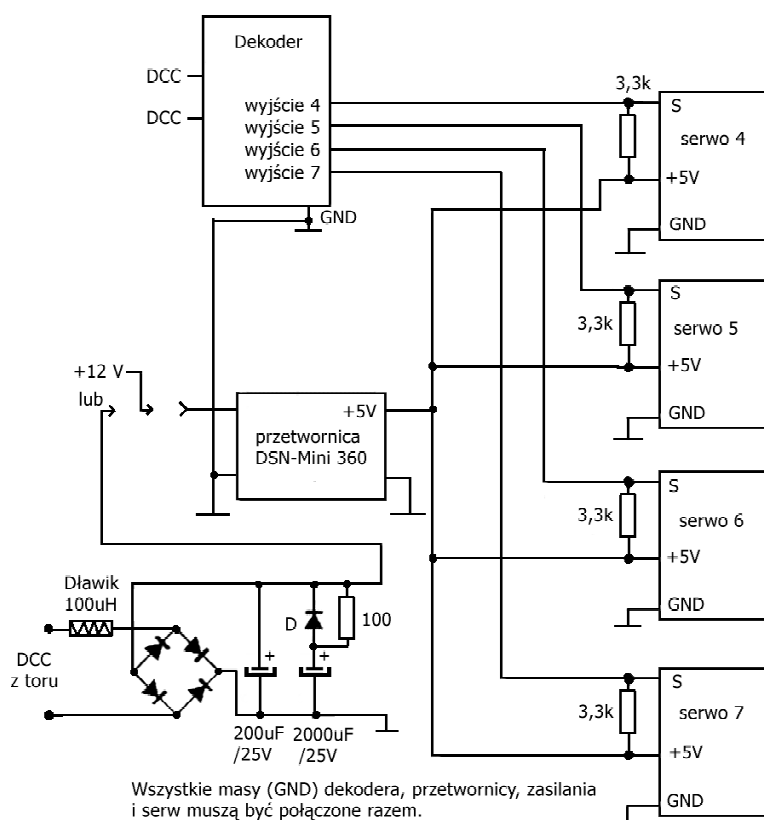 Dekoder
DCC
DCC
wyjście 4
wyjście 5
wyjście 6
wyjście 7
GND
3,3k
S
serwo 4
+5V
GND
3,3k
S
serwo 5
+5V
GND
+12 V
lub
+5V
przetwornica
DSN-Mini 360
3,3k
S
serwo 6
+5V
GND
Dławik
100uH
DCC
z toru
D
100
+
+
200uF
/25V
2000uF
/25V
3,3k
S
serwo 7
+5V
GND
Wszystkie masy (GND) dekodera, przetwornicy, zasilania
i serw muszą być połączone razem.